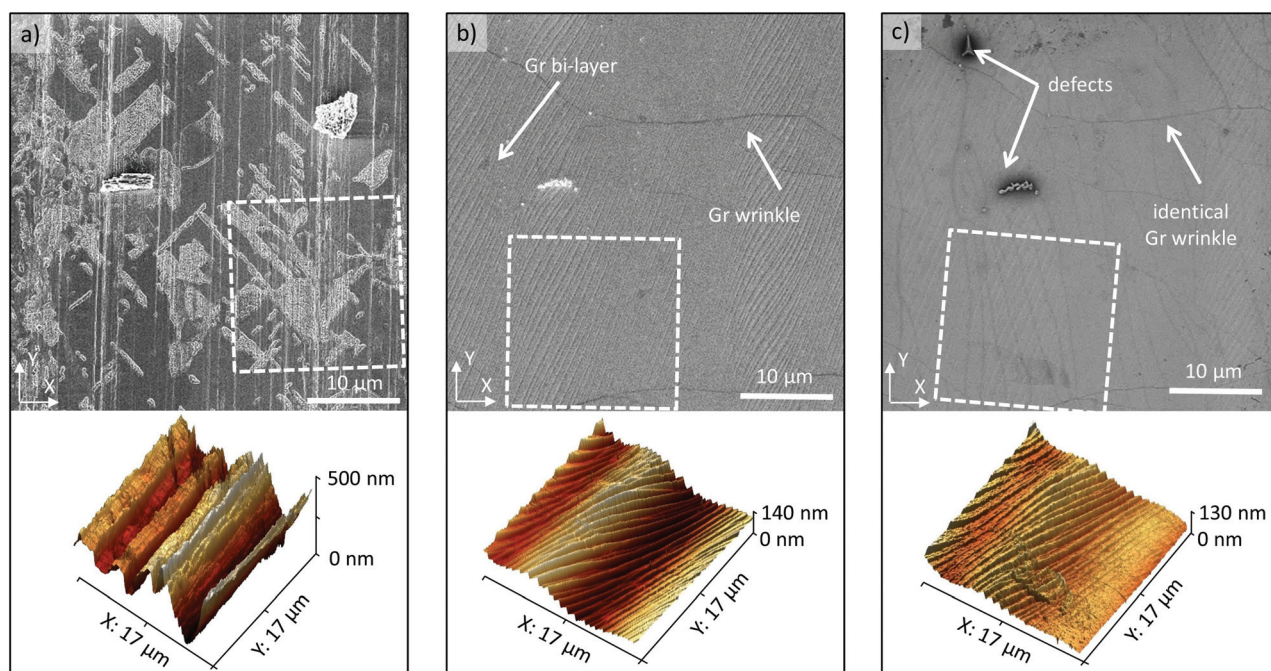 a)
Y
X
10 µm
500 nm
0 nm
X: 17 µm
Y: 17 µm
b)
Gr bi-layer
Gr wrinkle
Y
X
10 µm
140 nm
0 nm
X: 17 µm
Y: 17 µm
c)
defects
identical
Gr wrinkle
Y
X
10 µm
130 nm
0 nm
X: 17 µm
Y: 17 µm